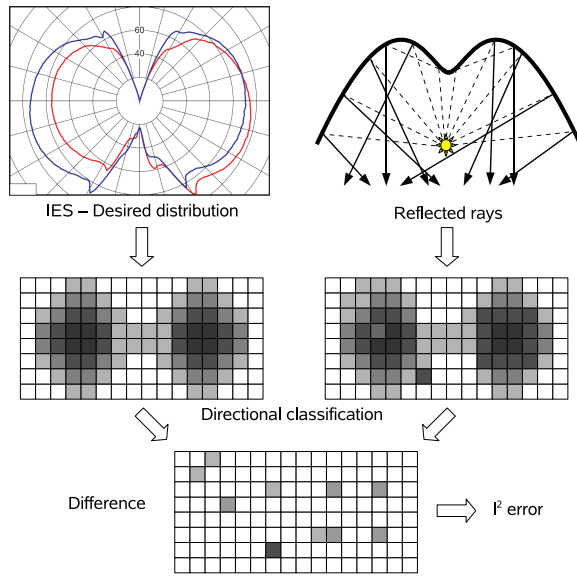 60
40
IES – Desired distribution
Reflected rays
Directional classification
Difference
l² error